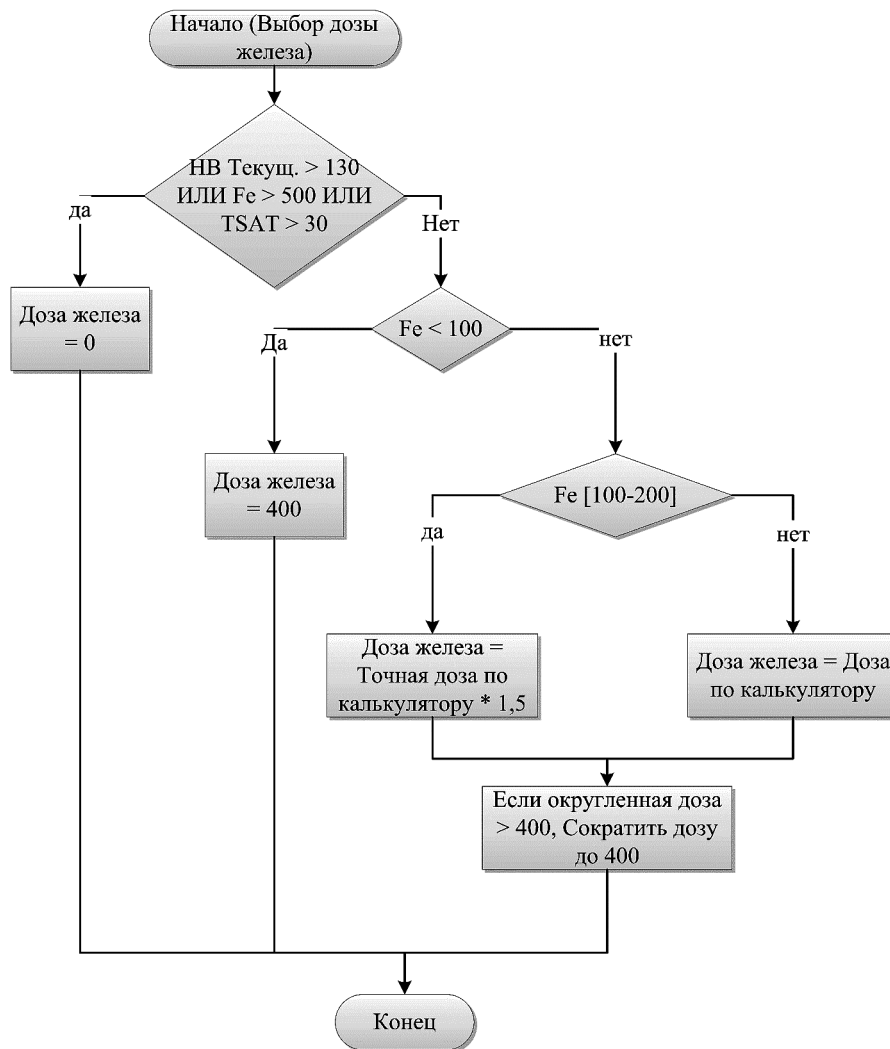 Начало (Выбор дозы
железа)
НВ Текущ. > 130
ИЛИ Fe > 500 ИЛИ
TSAT > 30
да
Нет
Доза железа
= 0
Fe < 100
Да
нет
Доза железа
= 400
Fe [100-200]
да
нет
Доза железа =
Точная доза по
калькулятору * 1,5
Доза железа = Доза
по калькулятору
Если округленная доза
> 400, Сократить дозу
до 400
Конец